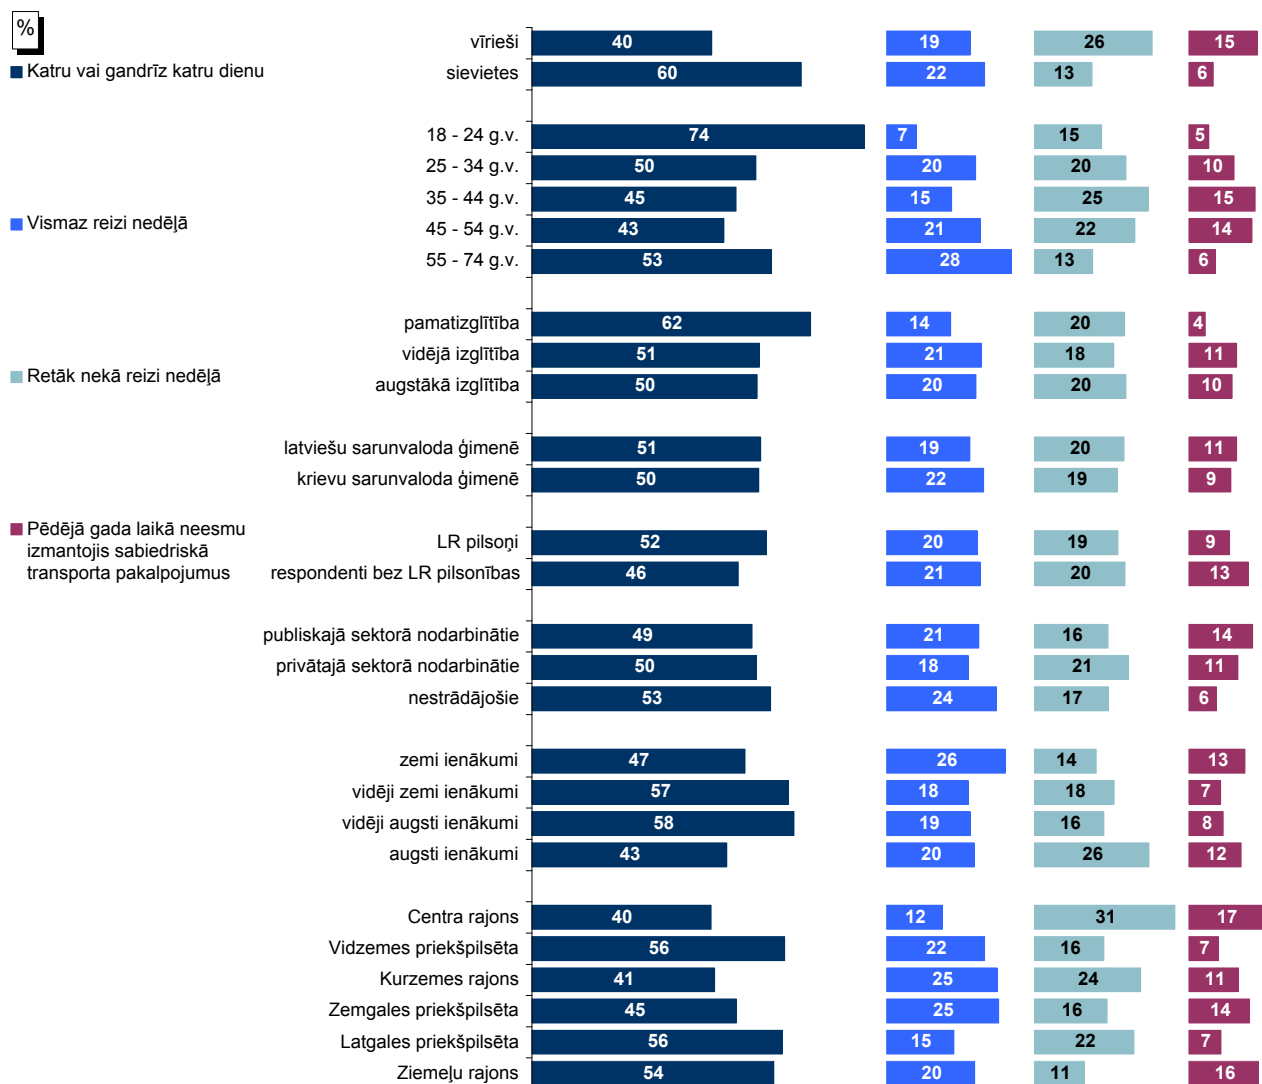 %
Katru vai gandrīz katru dienu
Vismaz reizi nedēļā
Retāk nekā reizi nedēļā
Pēdējā gada laikā neesmu
izmantojis sabiedriskā
transporta pakalpojumus
vīrieši 40 19 26 15
sievietes 60 22 13 6
18 - 24 g.v. 74 7 15 5
25 - 34 g.v. 50 20 20 10
35 - 44 g.v. 45 15 25 15
45 - 54 g.v. 43 21 22 14
55 - 74 g.v. 53 28 13 6
pamatizglītība 62 14 20 4
vidējā izglītība 51 21 18 11
augstākā izglītība 50 20 20 10
latviešu sarunvaloda ģimenē 51 19 20 11
krievu sarunvaloda ģimenē 50 22 19 9
LR pilsoņi 52 20 19 9
respondenti bez LR pilsonības 46 21 20 13
publiskajā sektorā nodarbinātie 49 21 16 14
privātajā sektorā nodarbinātie 50 18 21 11
nestrādājošie 53 24 17 6
zemi ienākumi 47 26 14 13
vidēji zemi ienākumi 57 18 18 7
vidēji augsti ienākumi 58 19 16 8
augsti ienākumi 43 20 26 12
Centra rajons 40 12 31 17
Vidzemes priekšpilsēta 56 22 16 7
Kurzemes rajons 41 25 24 11
Zemgales priekšpilsēta 45 25 16 14
Latgales priekšpilsēta 56 15 22 7
Ziemeļu rajons 54 20 11 16